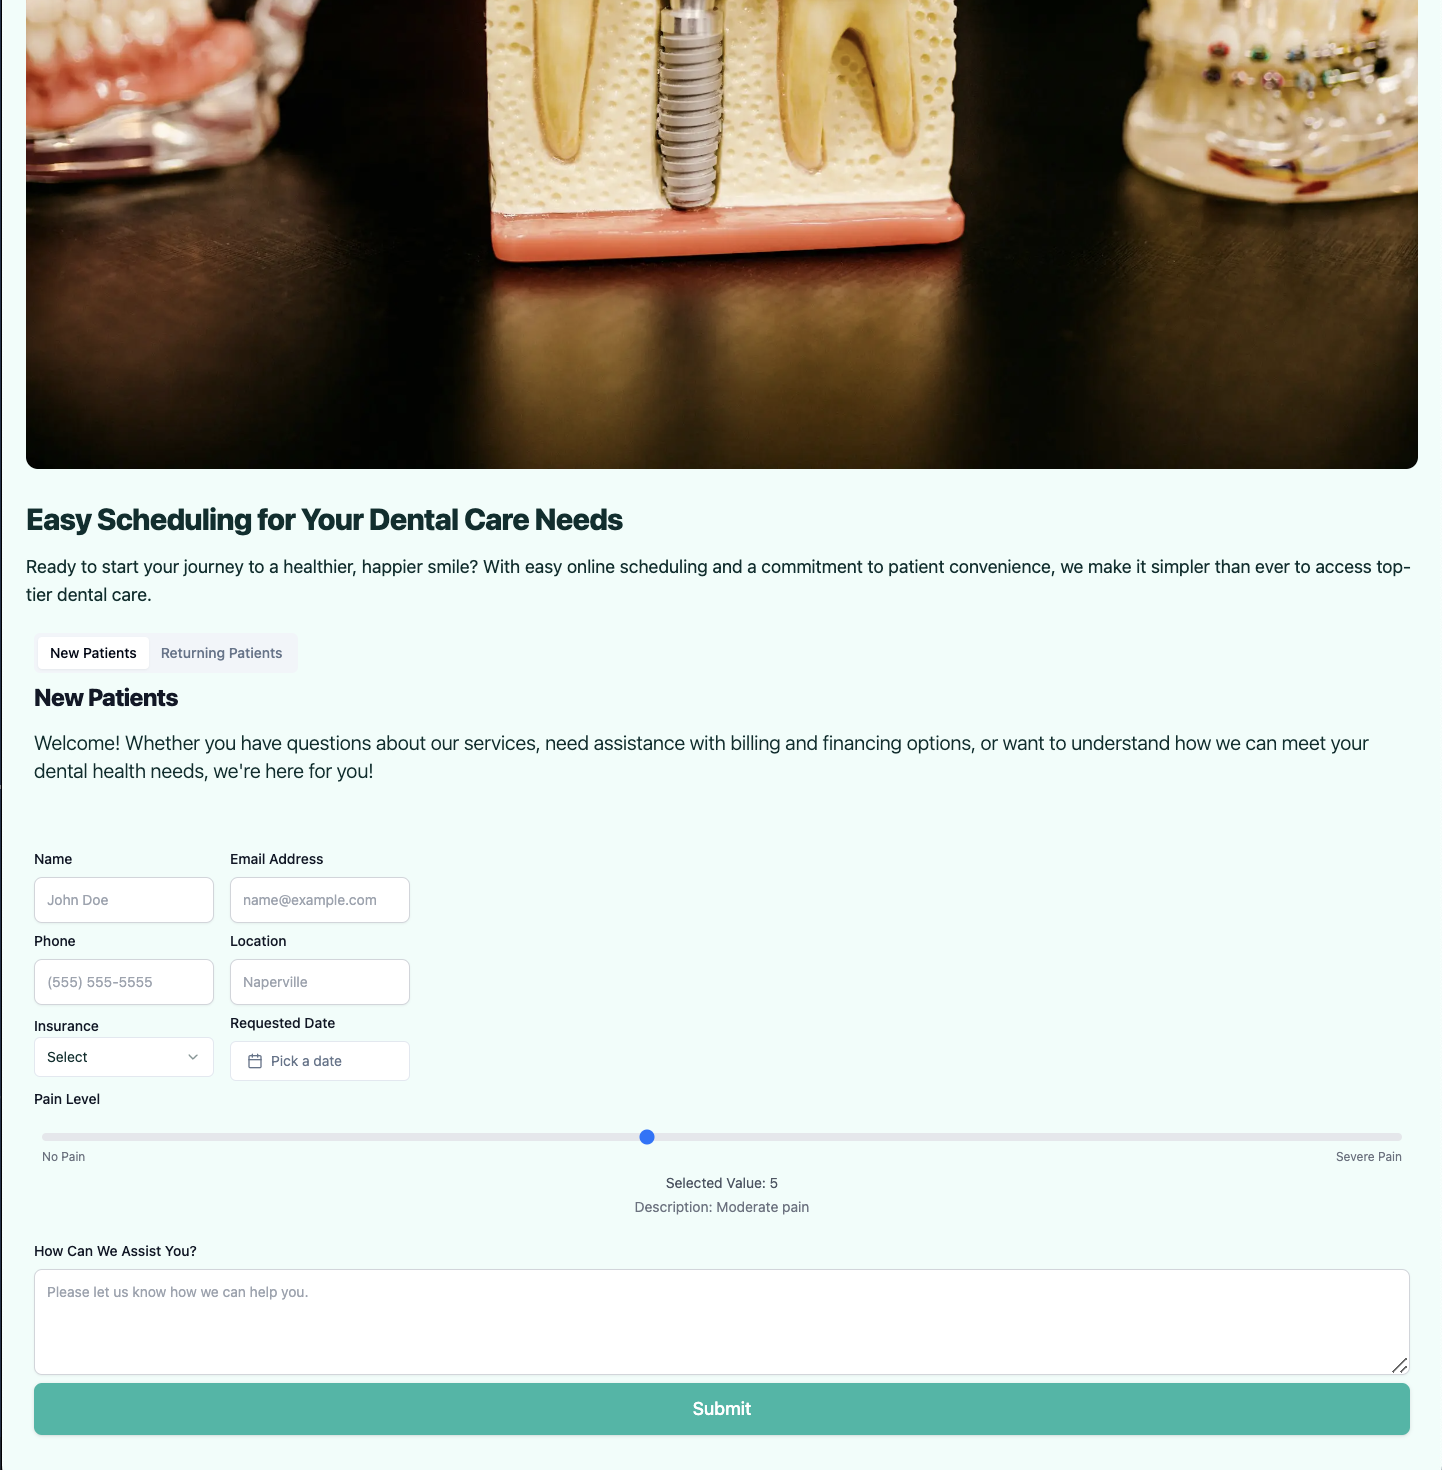 Easy Scheduling for Your Dental Care Needs
Ready to start your journey to a healthier, happier smile? With easy online scheduling and a commitment to patient convenience, we make it simpler than ever to access top-
tier dental care.
New Patients Returning Patients
New Patients
Welcome! Whether you have questions about our services, need assistance with billing and financing options, or want to understand how we can meet your
dental health needs, we're here for you!
Name Email Address
John Doe name@example.com
Phone Location
(555) 555-5555 Naperville
Insurance Requested Date
Select Pick a date
Pain Level
No Pain Severe Pain
Selected Value: 5
Description: Moderate pain
How Can We Assist You?
Please let us know how we can help you.
Submit